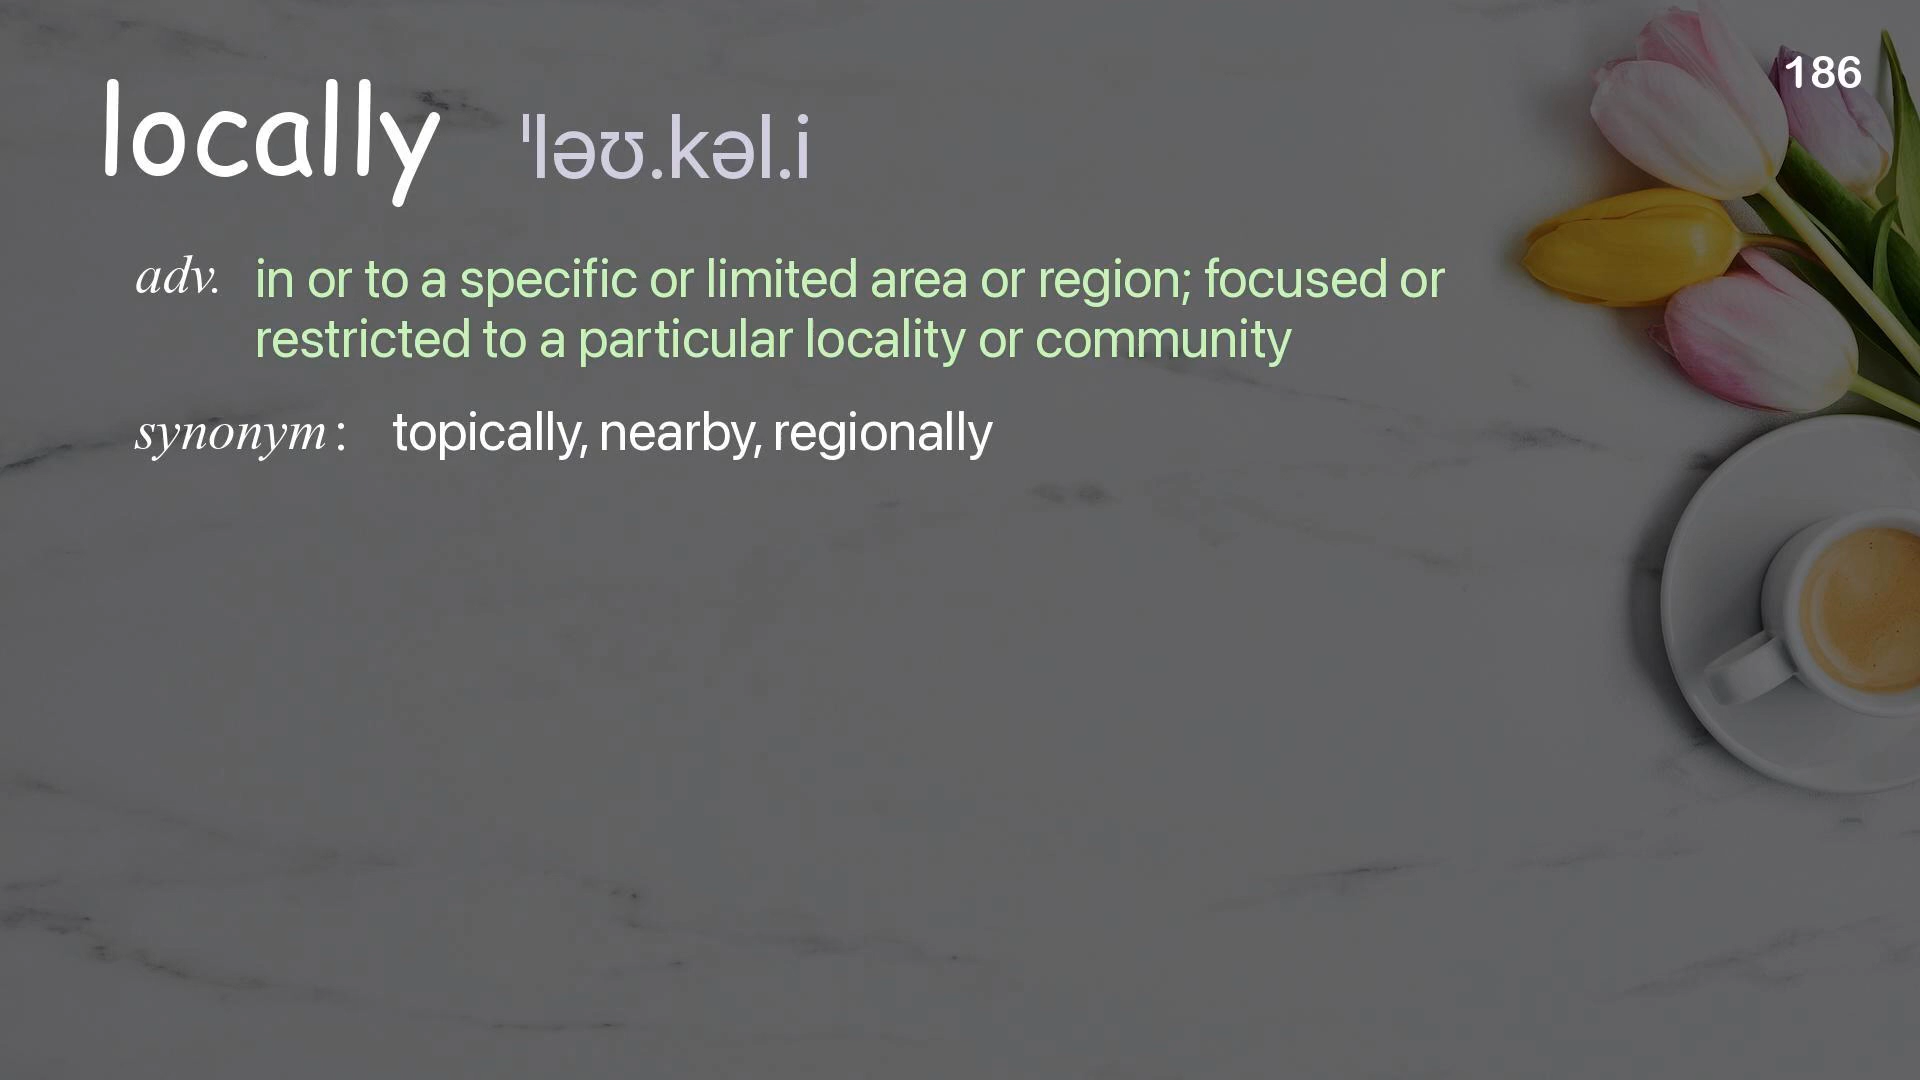 186
locally ˈləʊ.kəl.i
adv. in or to a specific or limited area or region; focused or
restricted to a particular locality or community
synonym: topically, nearby, regionally